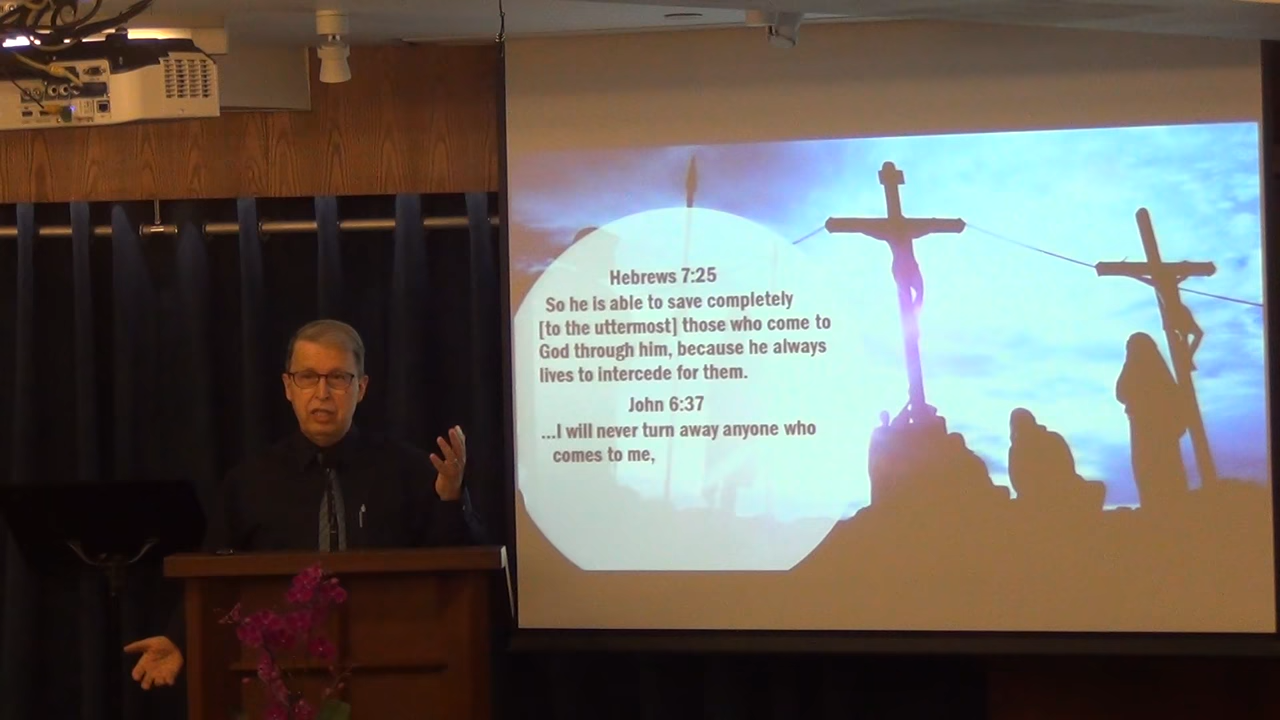 Hebrews 7:25
So he is able to save completely
[to the uttermost] those who come to
God through him, because he always
lives to intercede for them.
John 6:37
...I will never turn away anyone who
comes to me,